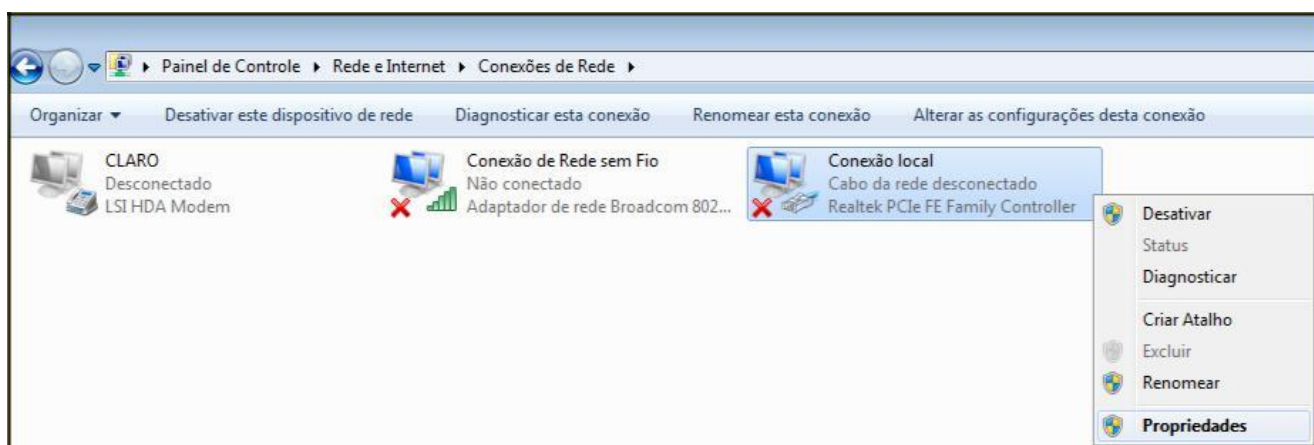 Painel de Controle ▸ Rede e Internet ▸ Conexões de Rede ▸
Organizar ▾ Desativar este dispositivo de rede Diagnosticar esta conexão Renomear esta conexão Alterar as configurações desta conexão
CLARO
Desconectado
LSI HDA Modem
Conexão de Rede sem Fio
Não conectado
Adaptador de rede Broadcom 802...
Conexão local
Cabo da rede desconectado
Realtek PCIe FE Family Controller
Desativar
Status
Diagnosticar
Criar Atalho
Excluir
Renomear
Propriedades